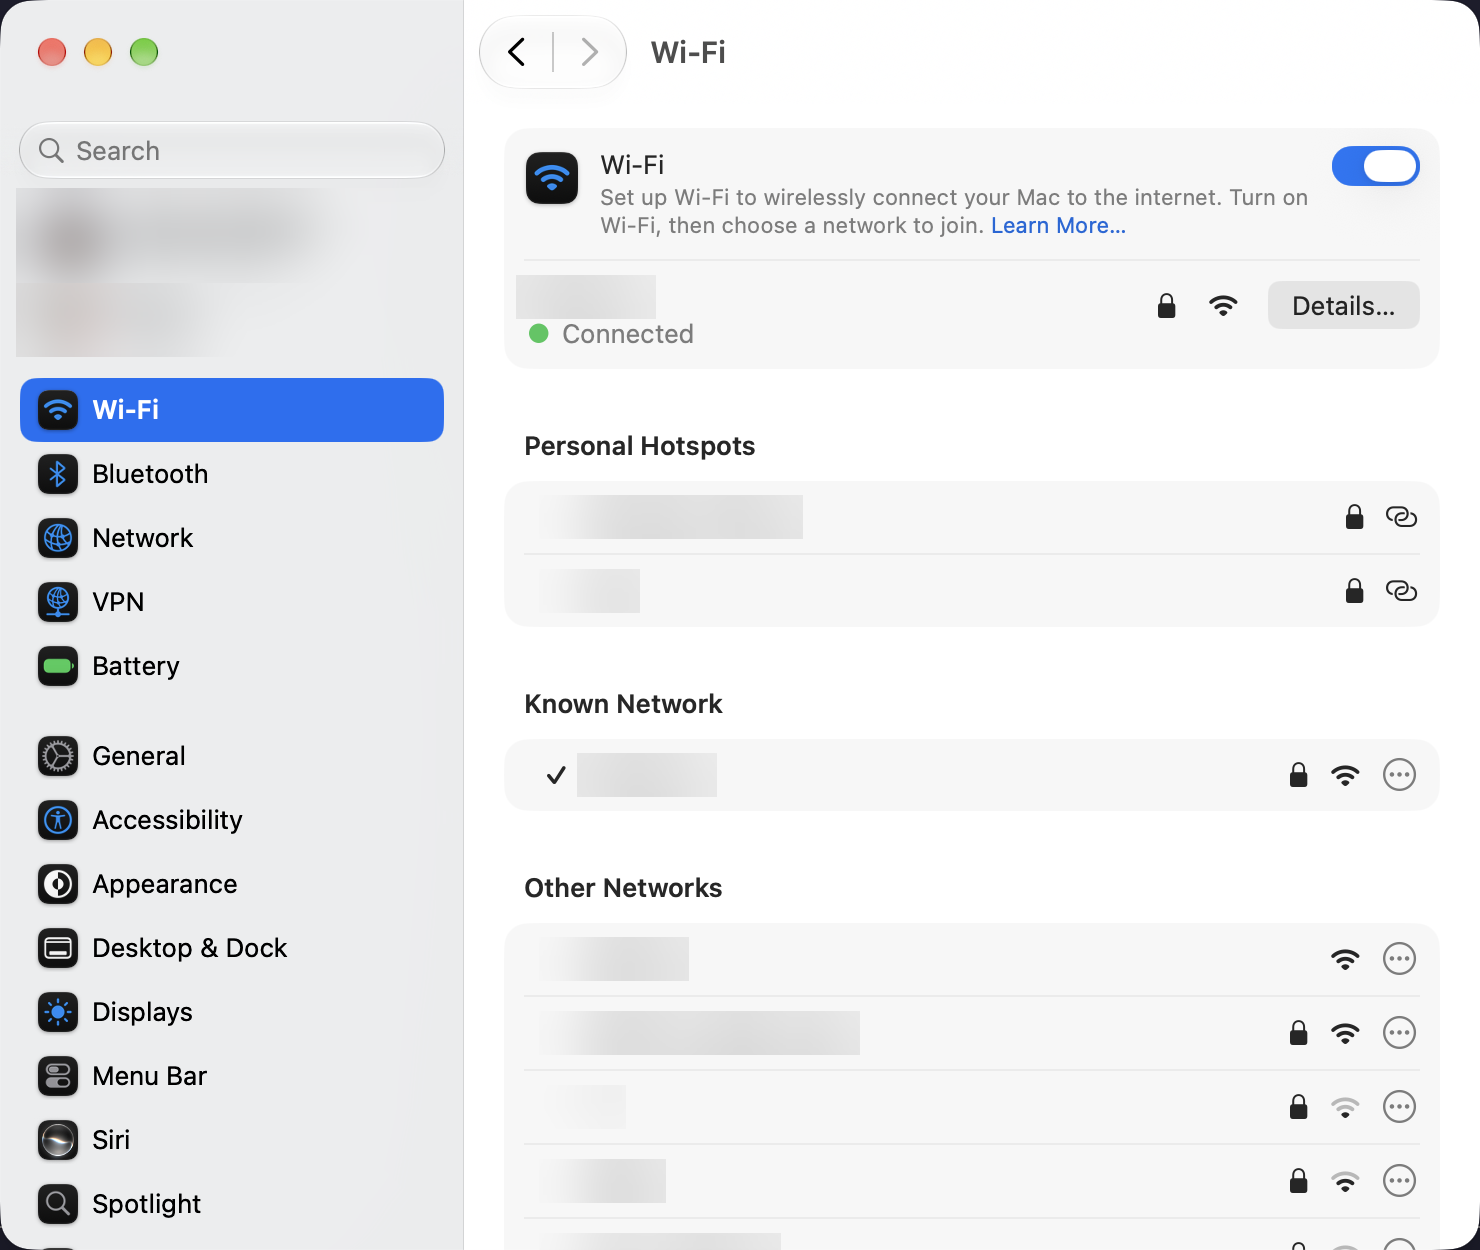 Search
Wi-Fi
Bluetooth
Network
VPN
Battery
General
Accessibility
Appearance
Desktop & Dock
Displays
Menu Bar
Siri
Spotlight
Wi-Fi
Wi-Fi
Set up Wi-Fi to wirelessly connect your Mac to the internet. Turn on
Wi-Fi, then choose a network to join. Learn More...
Connected
Details...
Personal Hotspots
Known Network
Other Networks